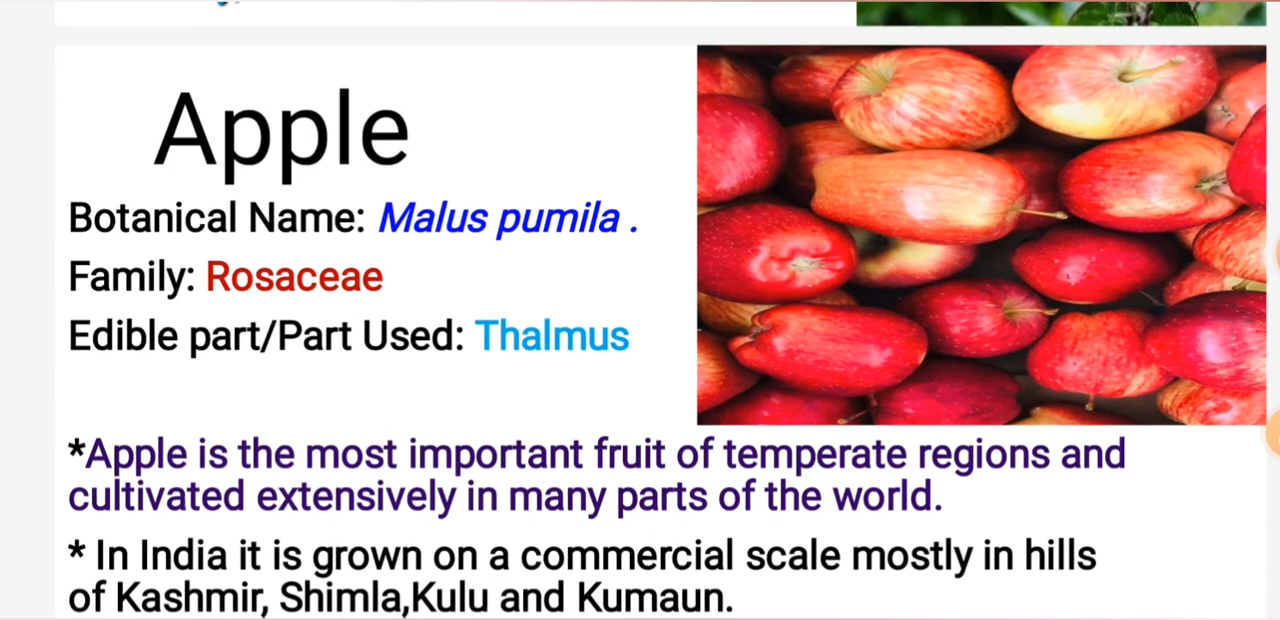 Apple
Botanical Name: Malus pumila .
Family: Rosaceae
Edible part/Part Used: Thalmus
*Apple is the most important fruit of temperate regions and
cultivated extensively in many parts of the world.
* In India it is grown on a commercial scale mostly in hills
of Kashmir, Shimla,Kulu and Kumaun.